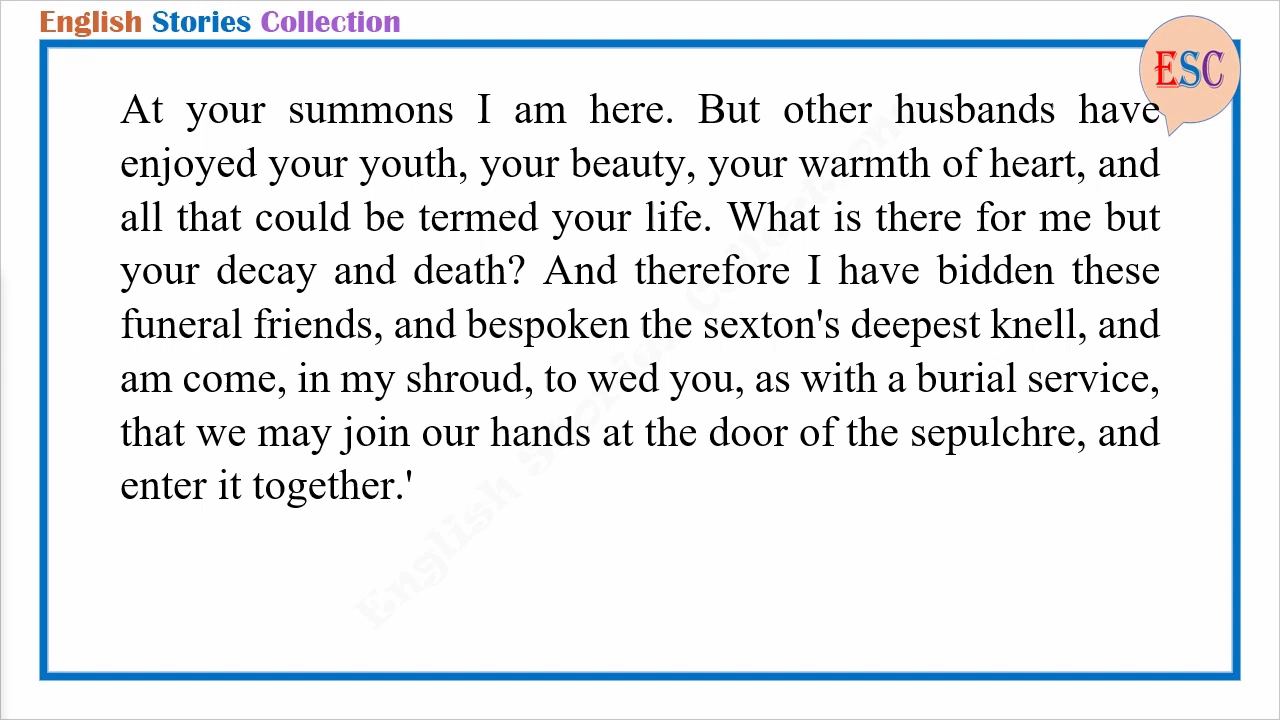 English Stories Collection
ESC
At your summons I am here. But other husbands have
enjoyed your youth, your beauty, your warmth of heart, and
all that could be termed your life. What is there for me but
your decay and death? And therefore I have bidden these
funeral friends, and bespoken the sexton's deepest knell, and
am come, in my shroud, to wed you, as with a burial service,
that we may join our hands at the door of the sepulchre, and
enter it together.'